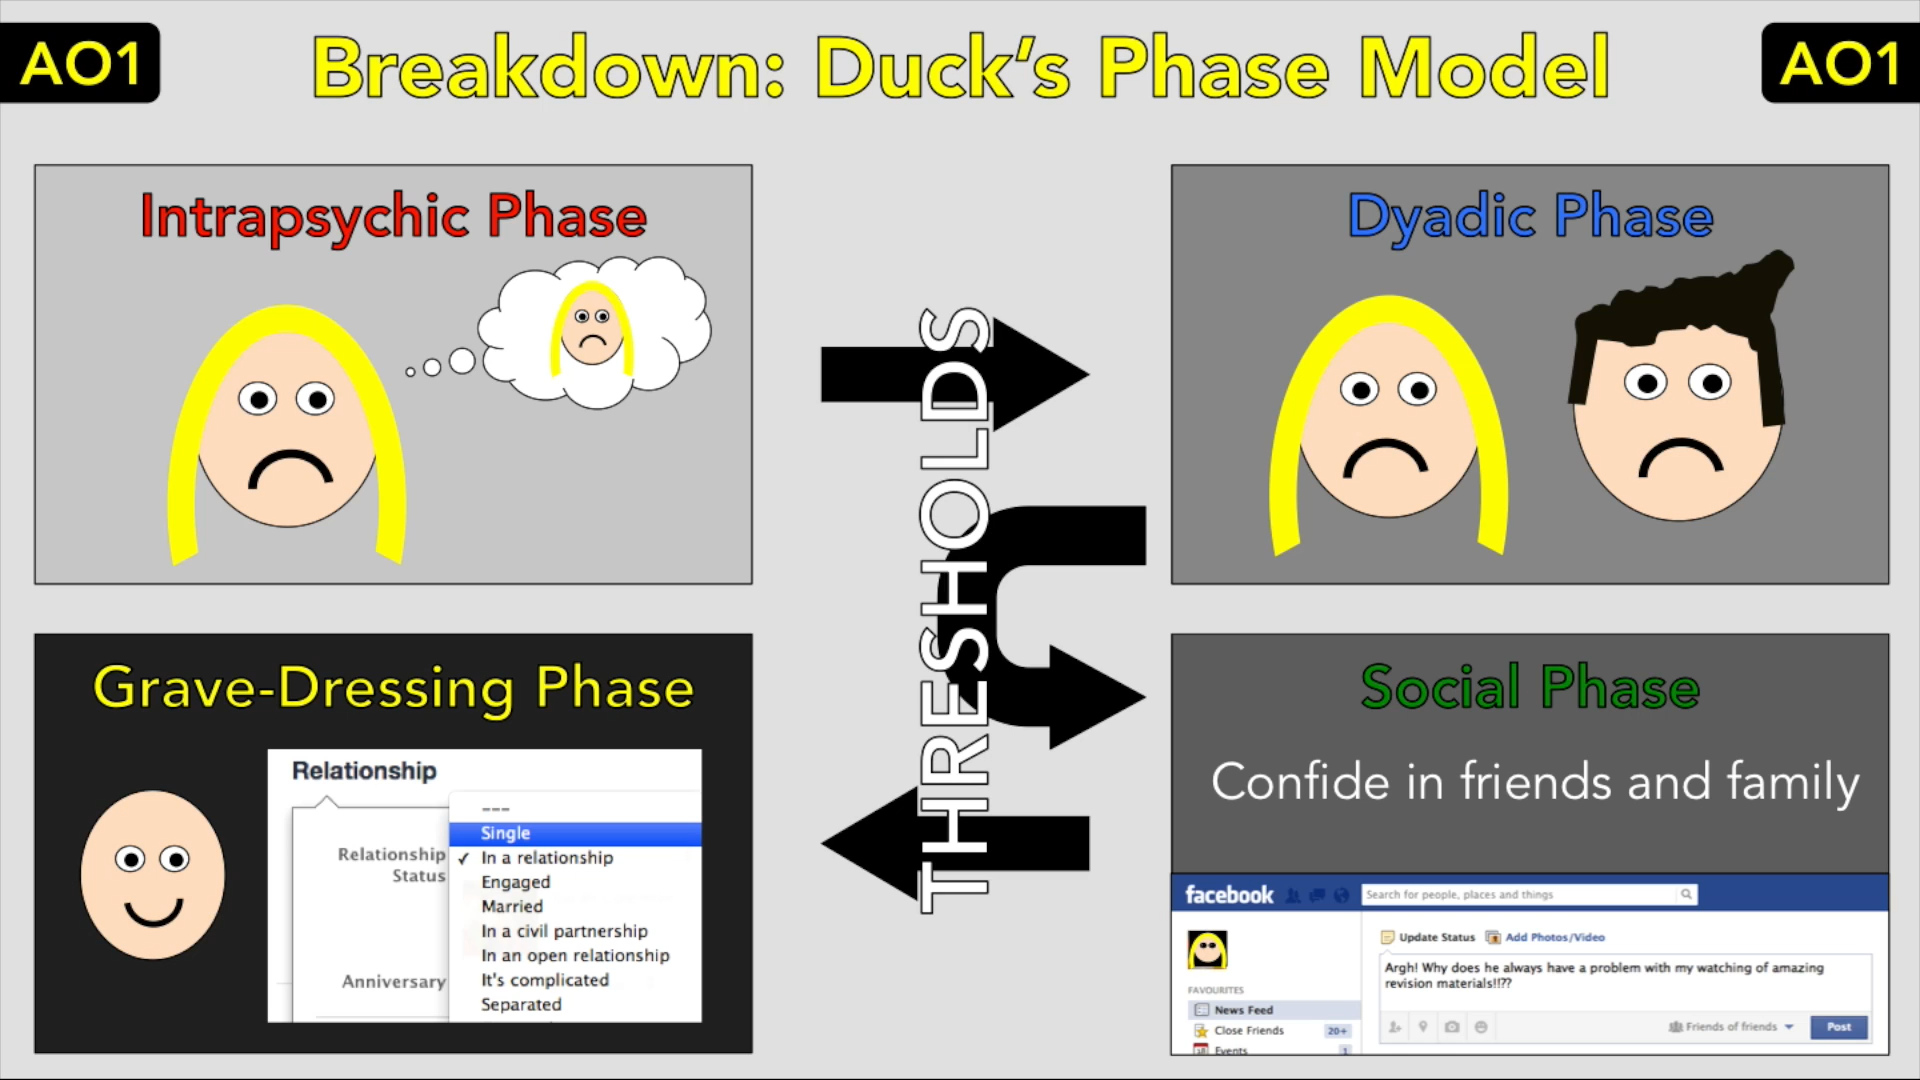 AO1
Breakdown: Duck’s Phase Model
AO1
Intrapsychic Phase
Dyadic Phase
THRESHOLDS
Grave-Dressing Phase
Relationship
Relationship
Status
Anniversary
---
Single
✓ In a relationship
Engaged
Married
In a civil partnership
In an open relationship
It's complicated
Separated
Social Phase
Confide in friends and family
facebook
Search for people, places and things
Update Status
Add Photos/Video
Argh! Why does he always have a problem with my watching of amazing
revision materials!!??
FAVOURITES
News Feed
Close Friends 20+
Events 1
Friends of friends
Post